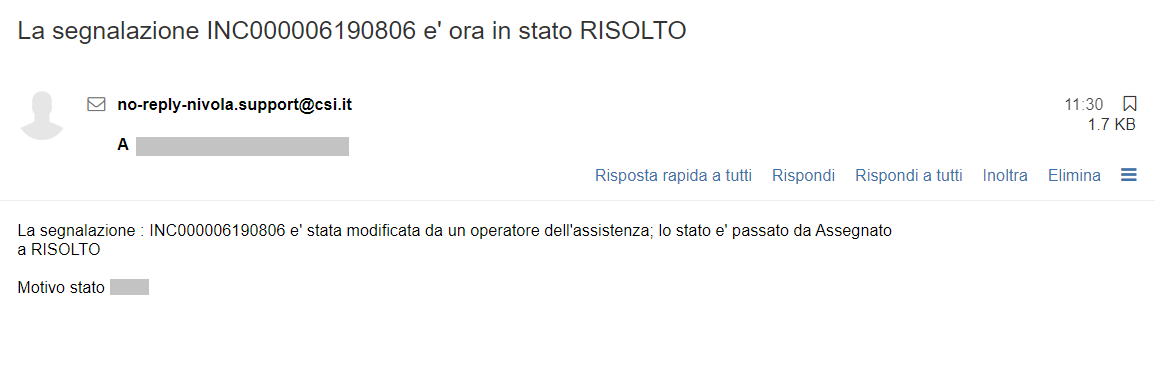 La segnalazione INC000006190806 e' ora in stato RISOLTO
no-reply-nivola.support@csi.it
11:30
1.7 KB
A
Risposta rapida a tutti Rispondi Rispondi a tutti Inoltra Elimina
La segnalazione : INC000006190806 e' stata modificata da un operatore dell'assistenza; lo stato e' passato da Assegnato
a RISOLTO
Motivo stato